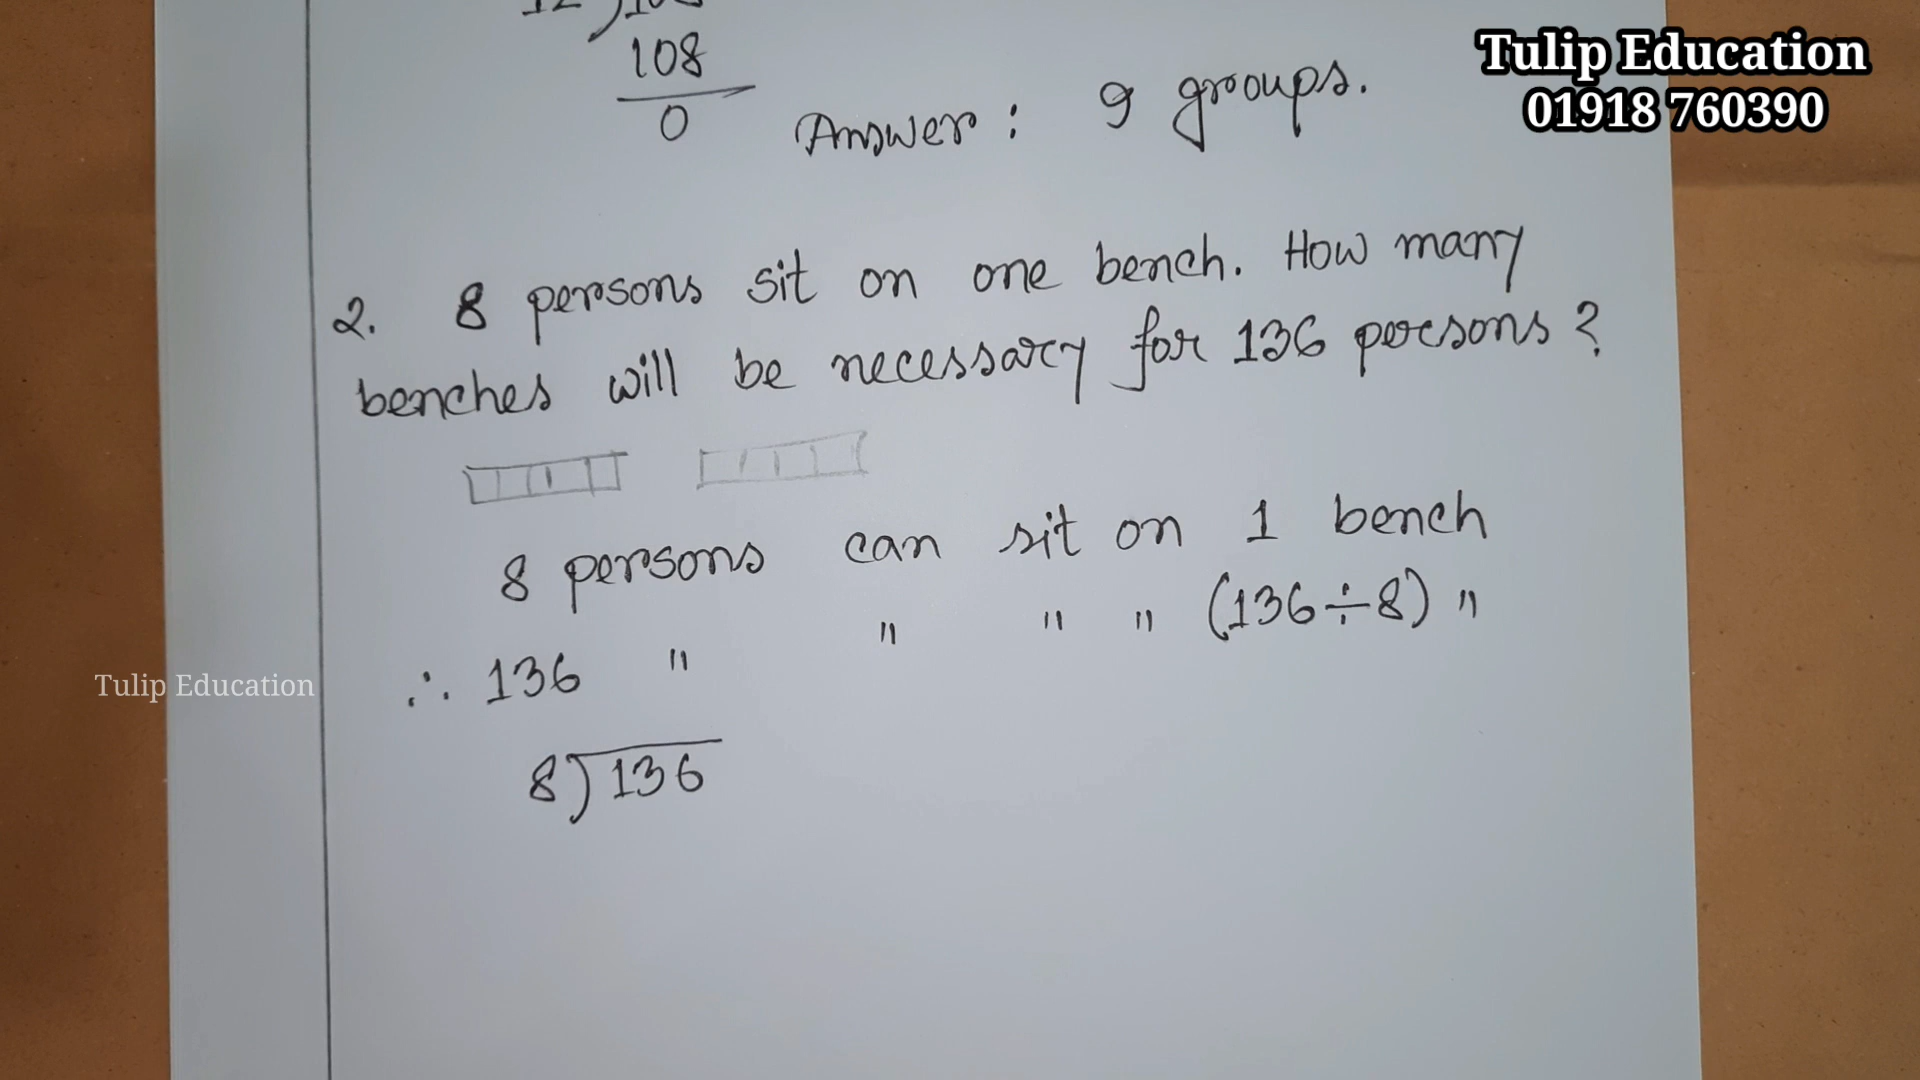 Tulip Education
01918 760390
108
0
Answer : 9 groups.
2. 8 persons sit on one bench. How many
benches will be necessary for 136 persons ?
8 persons can sit on 1 bench
∴ 136 " " " " (136÷8) "
Tulip Education
8)136